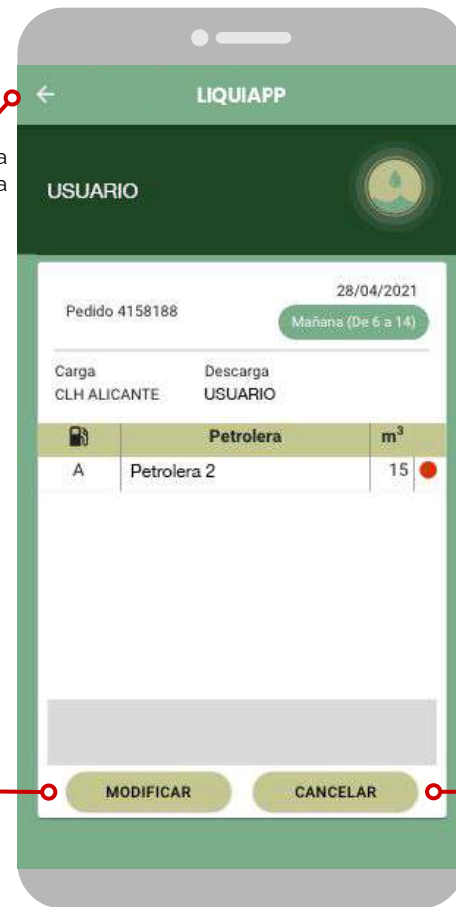 LIQUIAPP
a
a
USUARIO
28/04/2021
Pedido 4158188
Mañana (De 6 a 14)
Carga Descarga
CLH ALICANTE USUARIO
Petrolera m³
A Petrolera 2 15
MODIFICAR CANCELAR